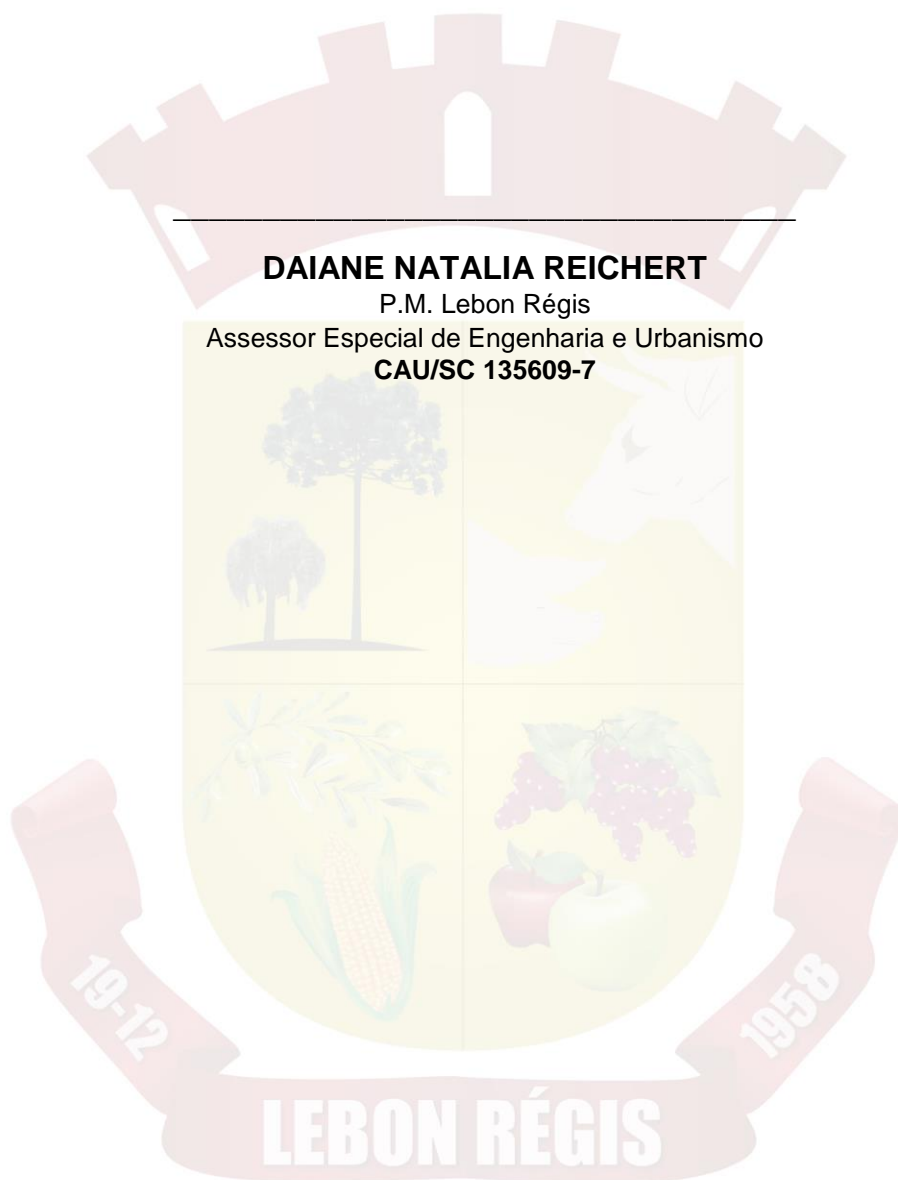 DAIANE NATALIA REICHERT
P.M. Lebon Régis
Assessor Especial de Engenharia e Urbanismo
CAU/SC 135609-7
19-12
1958
LEBON RÉGIS